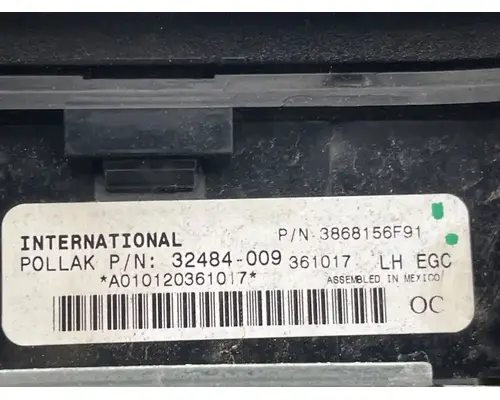 INTERNATIONAL P/N 3868156F91
POLLAK P/N: 32484-009 361017 LH EGC
*A010120361017* ASSEMBLED IN MEXICO
OC